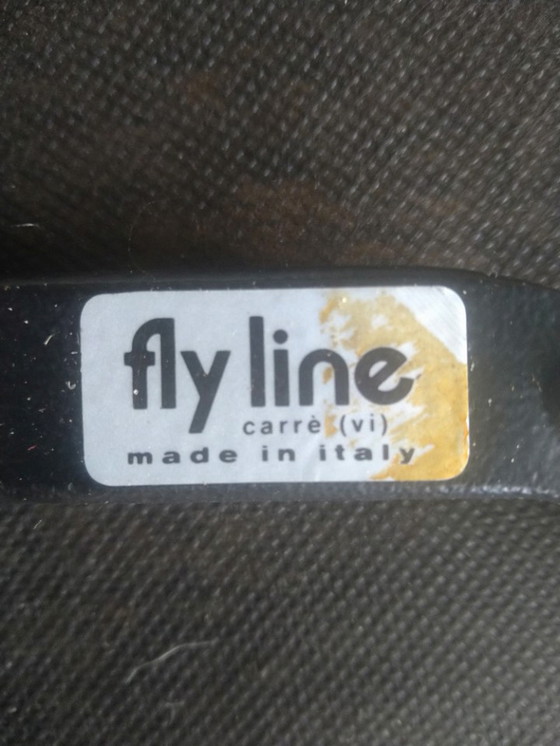 fly line
carrè (vi)
made in italy